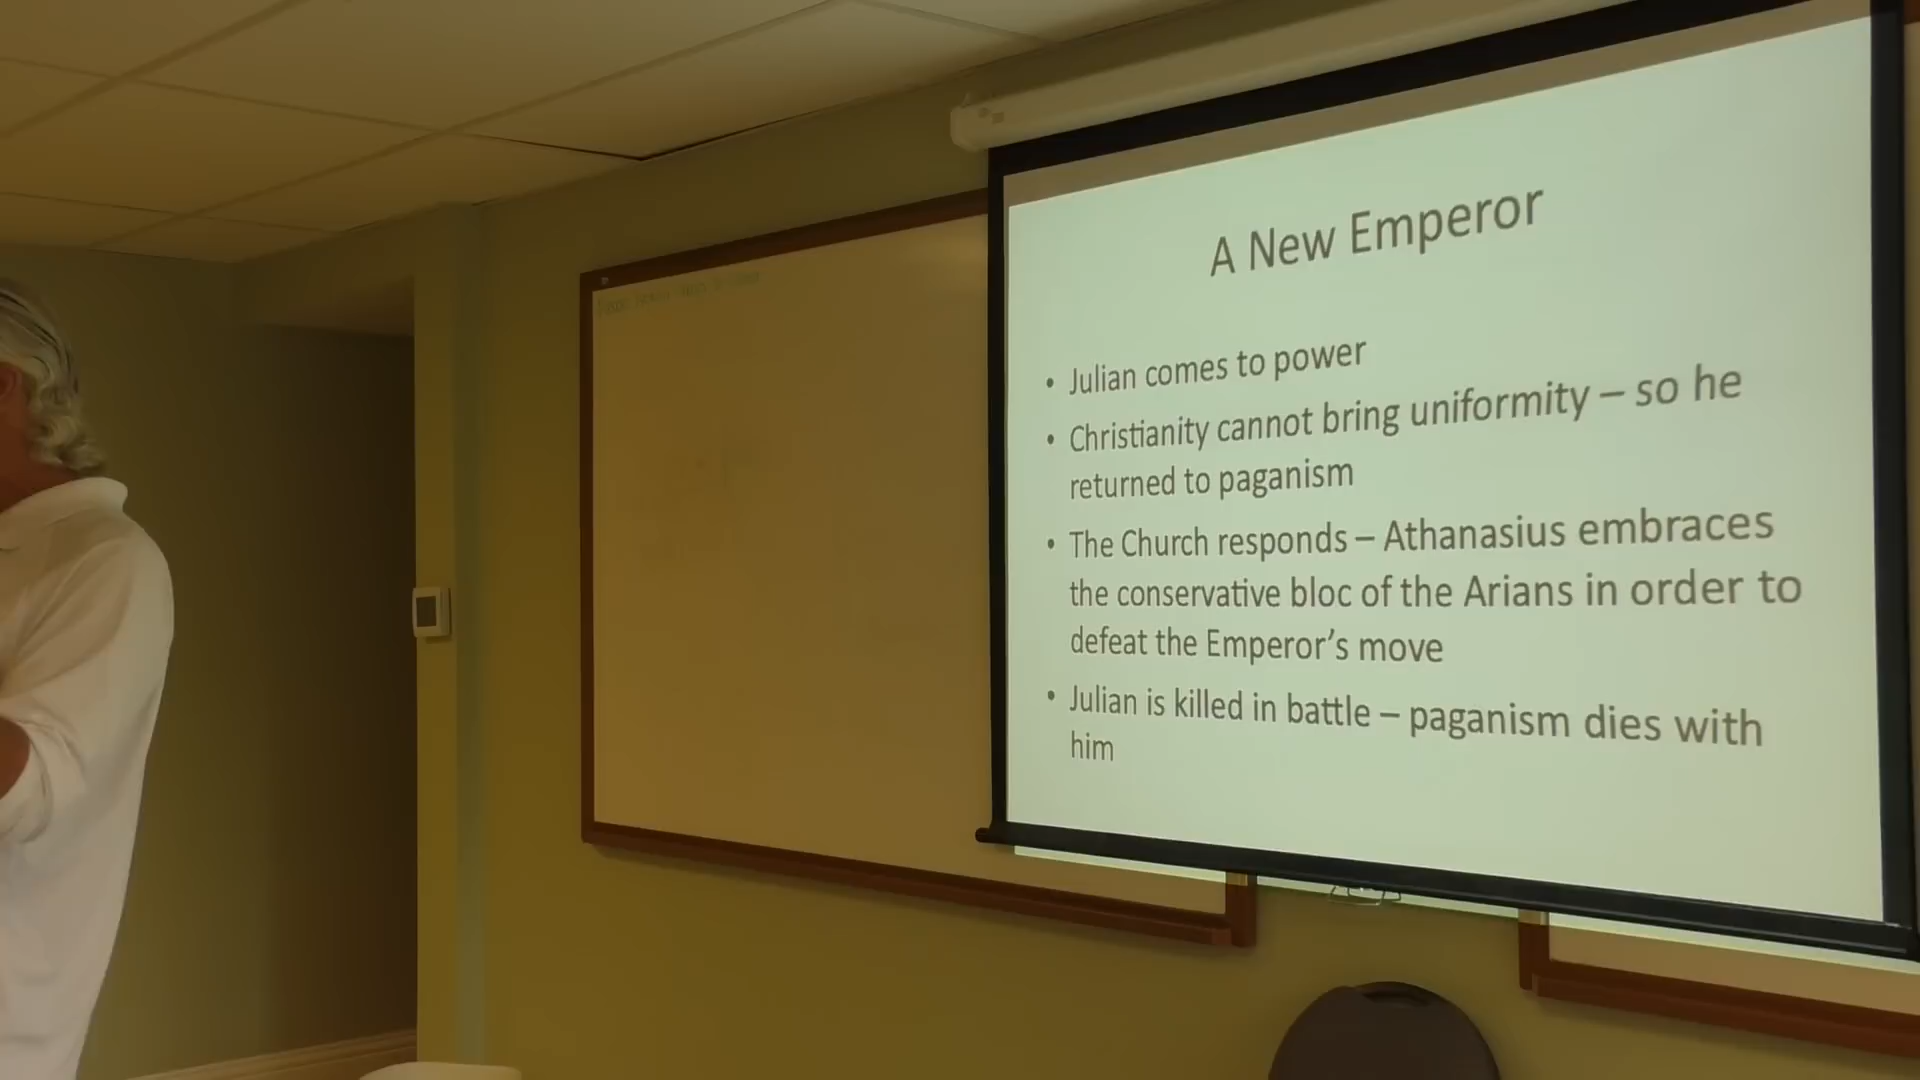 A New Emperor
• Julian comes to power
• Christianity cannot bring uniformity – so he
returned to paganism
• The Church responds – Athanasius embraces
the conservative bloc of the Arians in order to
defeat the Emperor's move
• Julian is killed in battle – paganism dies with
him